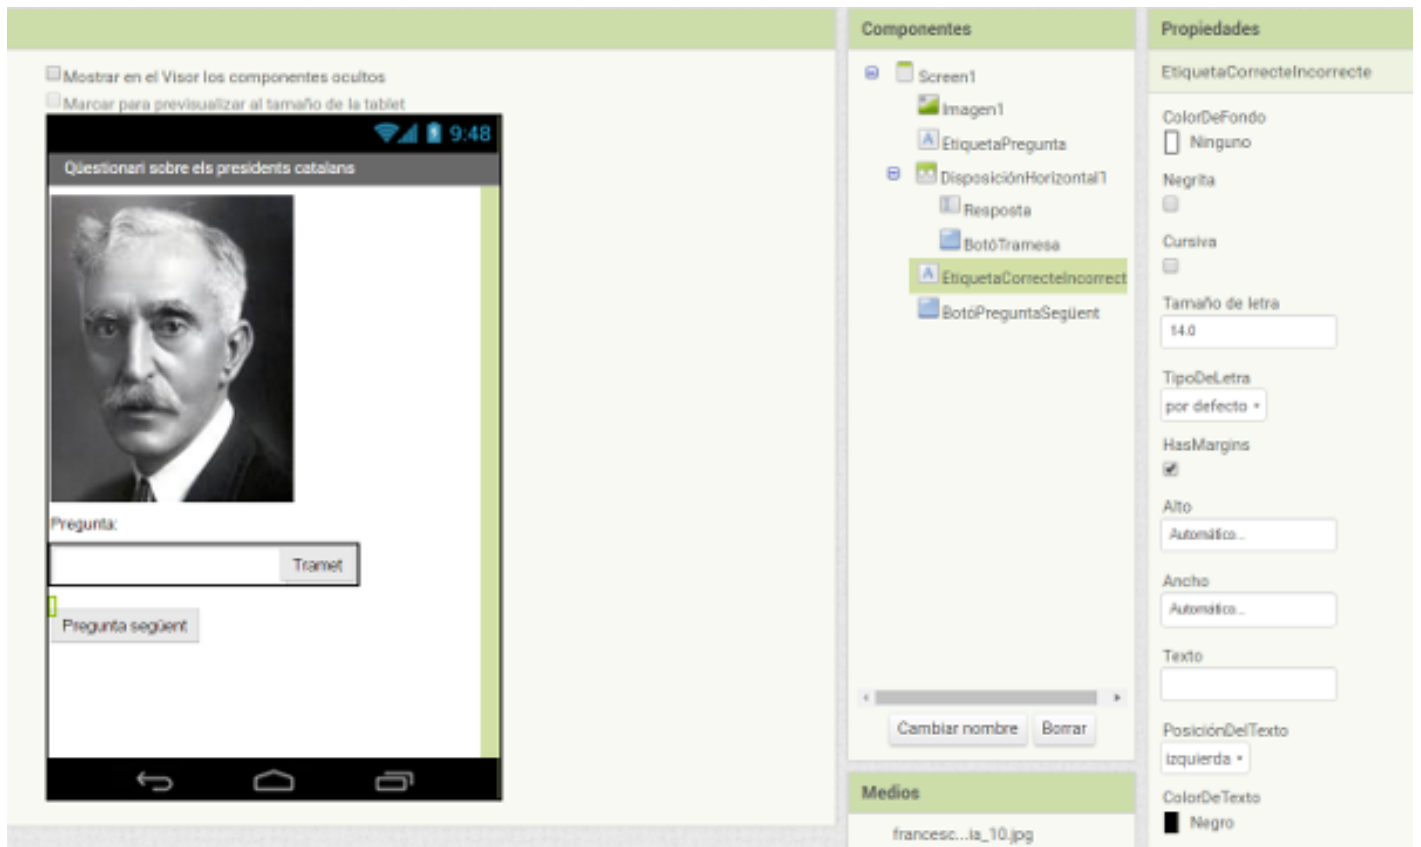 Mostrar en el Visor los componentes ocultos
Marcar para previsualizar al tamaño de la tablet
9:48
Qüestionari sobre els presidents catalans
Pregunta:
Tramet
Pregunta següent
Componentes
Screen1
Imagen1
EtiquetaPregunta
DisposiciónHorizontal1
Resposta
BotóTramesa
EtiquetaCorrecteIncorrect
BotóPreguntaSegüent
Cambiar nombre Borrar
Medios
francesc...ia_10.jpg
Propiedades
EtiquetaCorrecteIncorrecte
ColorDeFondo
Ninguno
Negrita
Cursiva
Tamaño de letra
14.0
TipoDeLetra
por defecto
HasMargins
Alto
Automático...
Ancho
Automático...
Texto
PosiciónDelTexto
izquierda
ColorDeTexto
Negro